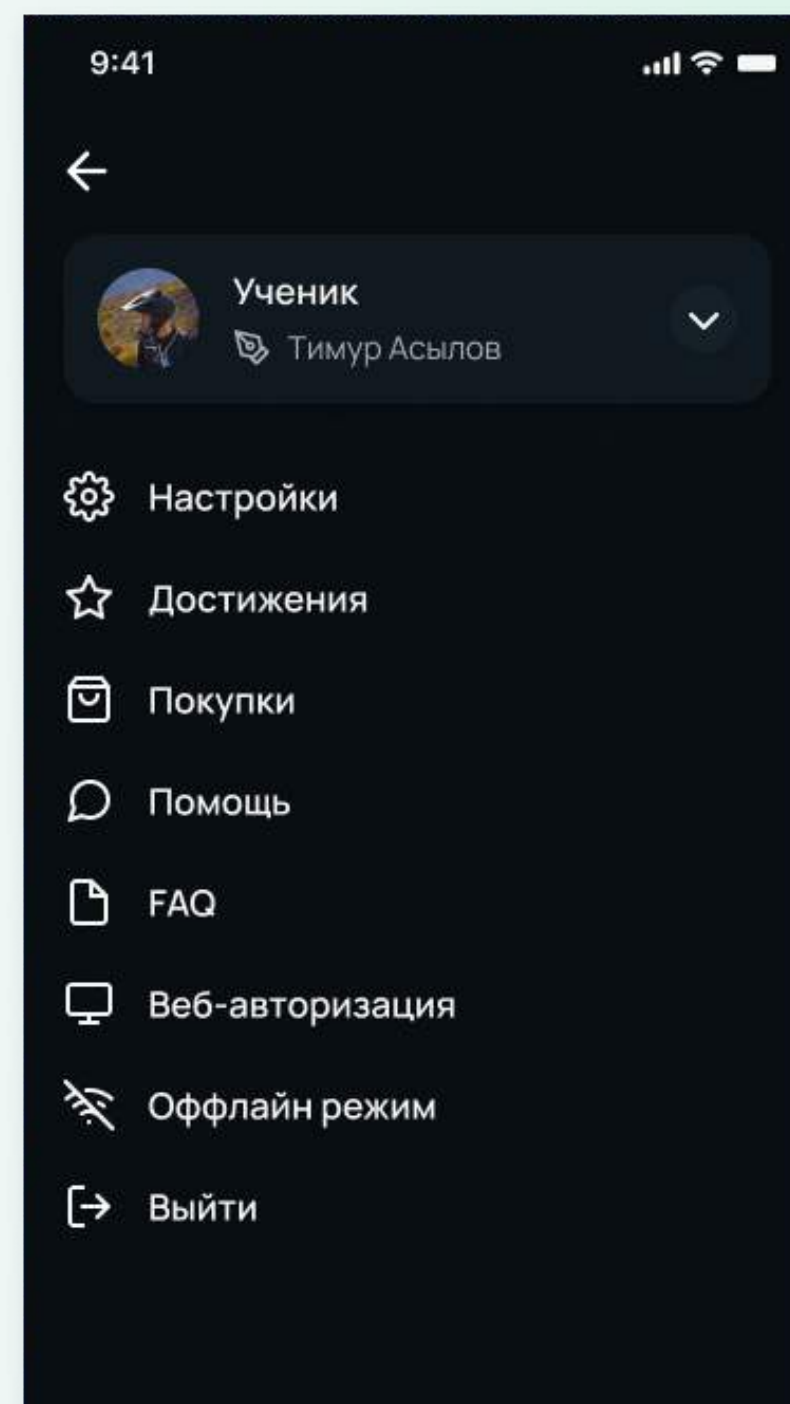 9:41
Ученик
Тимур Асылов
Настройки
Достижения
Покупки
Помощь
FAQ
Веб-авторизация
Оффлайн режим
Выйти